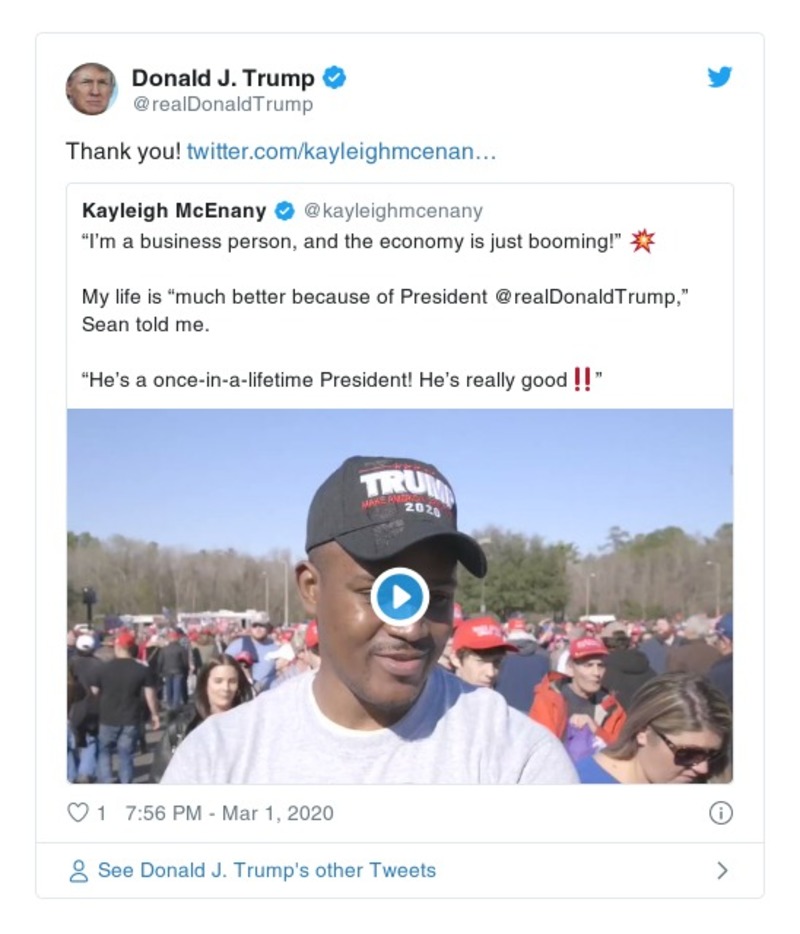 Donald J. Trump
@realDonaldTrump
Thank you! twitter.com/kayleighmcenan…
Kayleigh McEnany @kayleighmcenany
“I’m a business person, and the economy is just booming!” 💥
My life is “much better because of President @realDonaldTrump,”
Sean told me.
“He’s a once-in-a-lifetime President! He’s really good‼️”
TRUMP
MAKE AMERICA
2020
1 7:56 PM - Mar 1, 2020
See Donald J. Trump's other Tweets